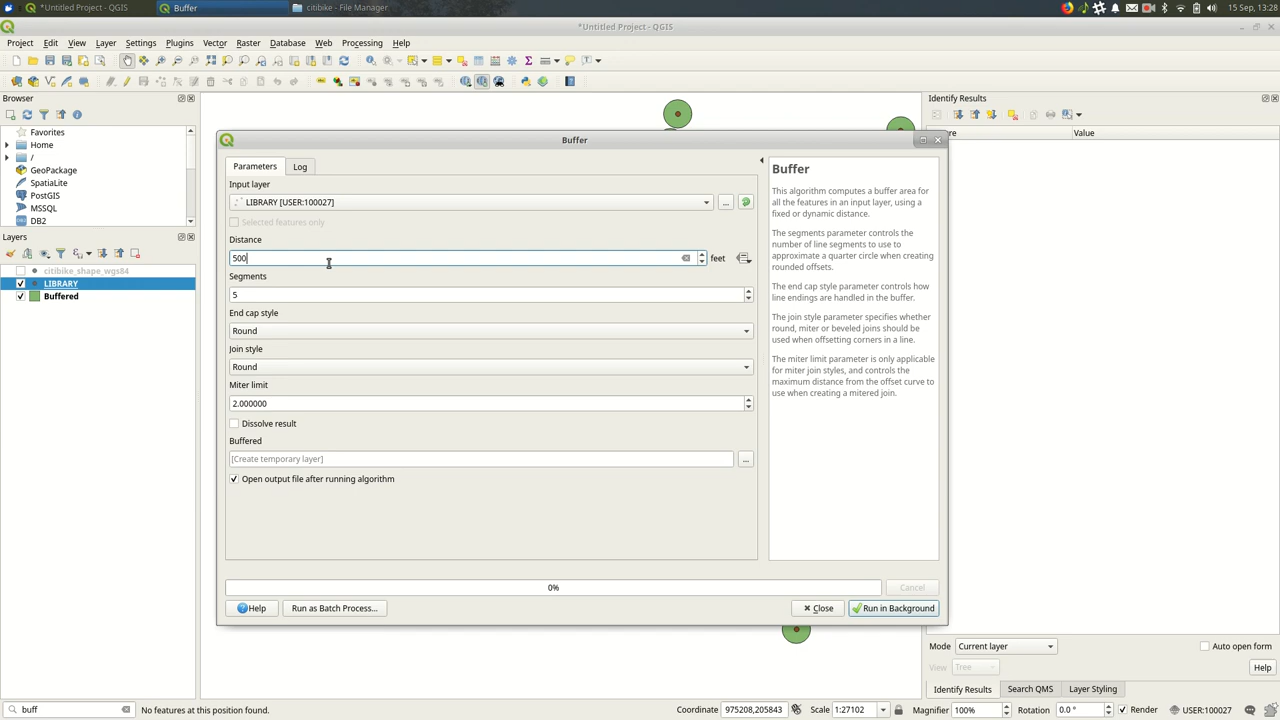 *Untitled Project - QGIS
Buffer
citibike - File Manager
15 Sep, 13:28
*Untitled Project - QGIS
Project Edit View Layer Settings Plugins Vector Raster Database Web Processing Help
Browser
Favorites
Home
/
GeoPackage
SpatiaLite
PostGIS
MSSQL
DB2
Layers
citibike_shape_wgs84
LIBRARY
Buffered
Buffer
Parameters
Log
Input layer
LIBRARY [USER:100027]
...
Selected features only
Distance
500
feet
Segments
5
End cap style
Round
Join style
Round
Miter limit
2.000000
Dissolve result
Buffered
[Create temporary layer]
...
Open output file after running algorithm
Buffer
This algorithm computes a buffer area for
all the features in an input layer, using a
fixed or dynamic distance.
The segments parameter controls the
number of line segments to use to
approximate a quarter circle when creating
rounded offsets.
The end cap style parameter controls how
line endings are handled in the buffer.
The join style parameter specifies whether
round, miter or beveled joins should be
used when offsetting corners in a line.
The miter limit parameter is only applicable
for miter join styles, and controls the
maximum distance from the offset curve to
use when creating a mitered join.
0%
Cancel
Help
Run as Batch Process...
Close
Run in Background
Identify Results
Value
Mode
Current layer
Auto open form
View
Tree
Help
Identify Results
Search QMS
Layer Styling
buff
No features at this position found.
Coordinate 975208,205843
Scale 1:27102
Magnifier 100%
Rotation 0.0 °
Render
USER:100027